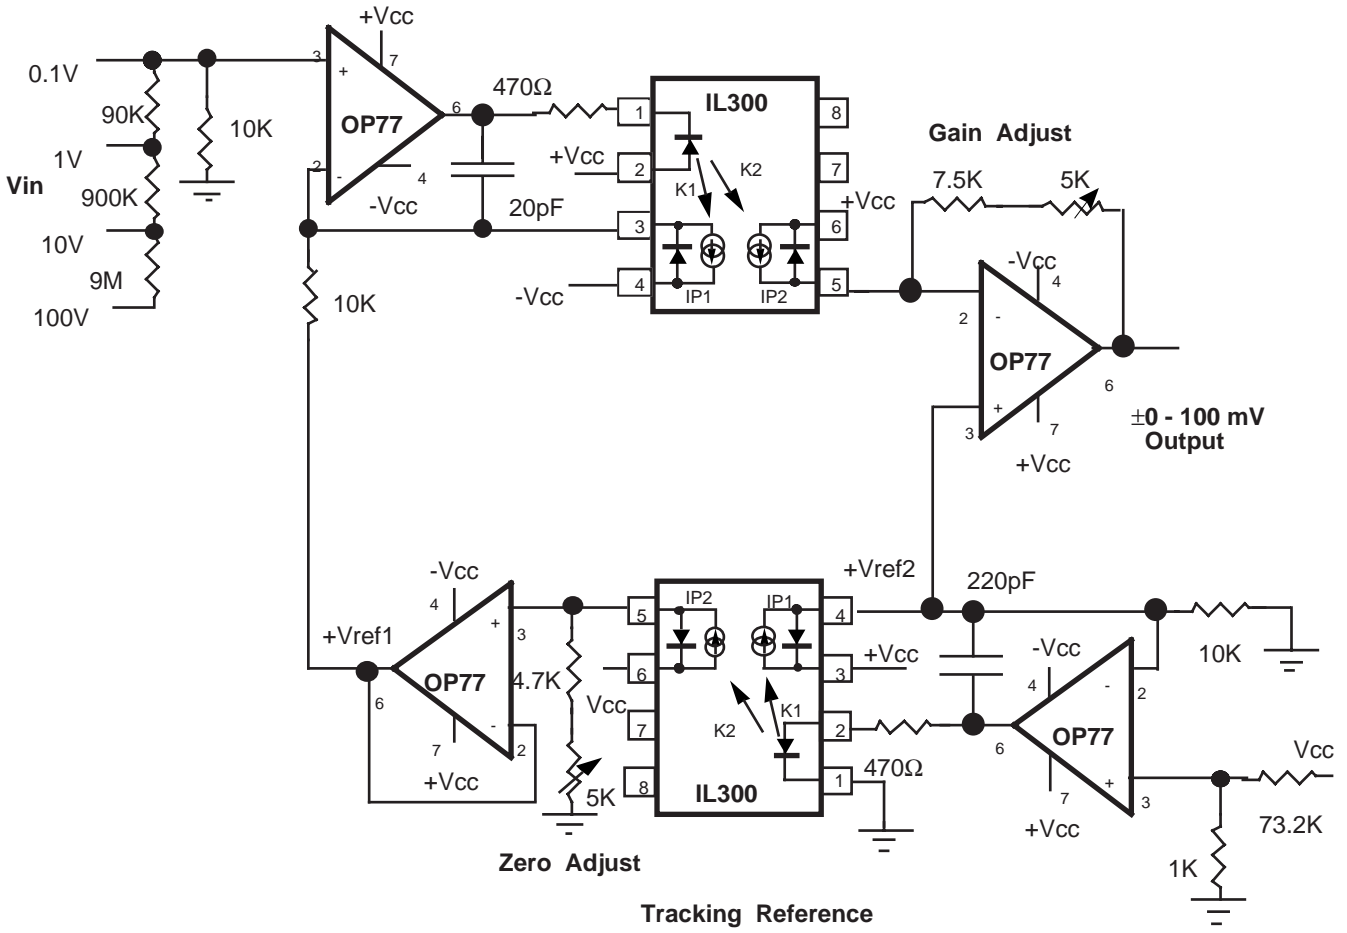 +Vcc
3
7
0.1V
+
470Ω
6
IL300
90K
10K
OP77
1
8
Gain Adjust
1V
+Vcc
2
7
Vin
2
-
4
K1
K2
7.5K
5K
900K
-Vcc
20pF
3
+Vcc
6
10V
9M
10K
-Vcc
4
IP1
IP2
5
-Vcc
4
100V
2
-
OP77
6
+
3
7
±0 - 100 mV
Output
+Vcc
-Vcc
4
+Vref2
220pF
+Vref1
+
3
5
IP2
IP1
4
10K
OP77
4.7K
6
3
+Vcc
-Vcc
4
-
2
6
Vcc
7
K2
K1
2
6
OP77
7
-
2
+Vcc
8
IL300
1
470Ω
7
+
3
Vcc
5K
+Vcc
73.2K
Zero Adjust
1K
Tracking Reference